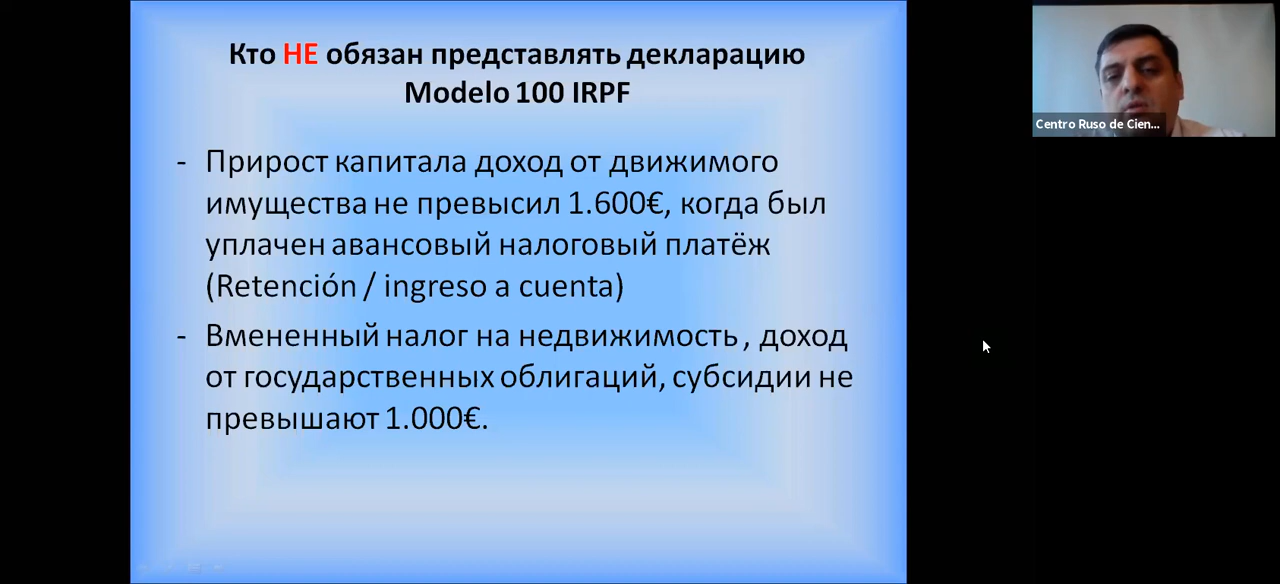 Кто НЕ обязан представлять декларацию
Modelo 100 IRPF
- Прирост капитала доход от движимого
имущества не превысил 1.600€, когда был
уплачен авансовый налоговый платёж
(Retención / ingreso a cuenta)
- Вмененный налог на недвижимость , доход
от государственных облигаций, субсидии не
превышают 1.000€.
Centro Ruso de Cien...